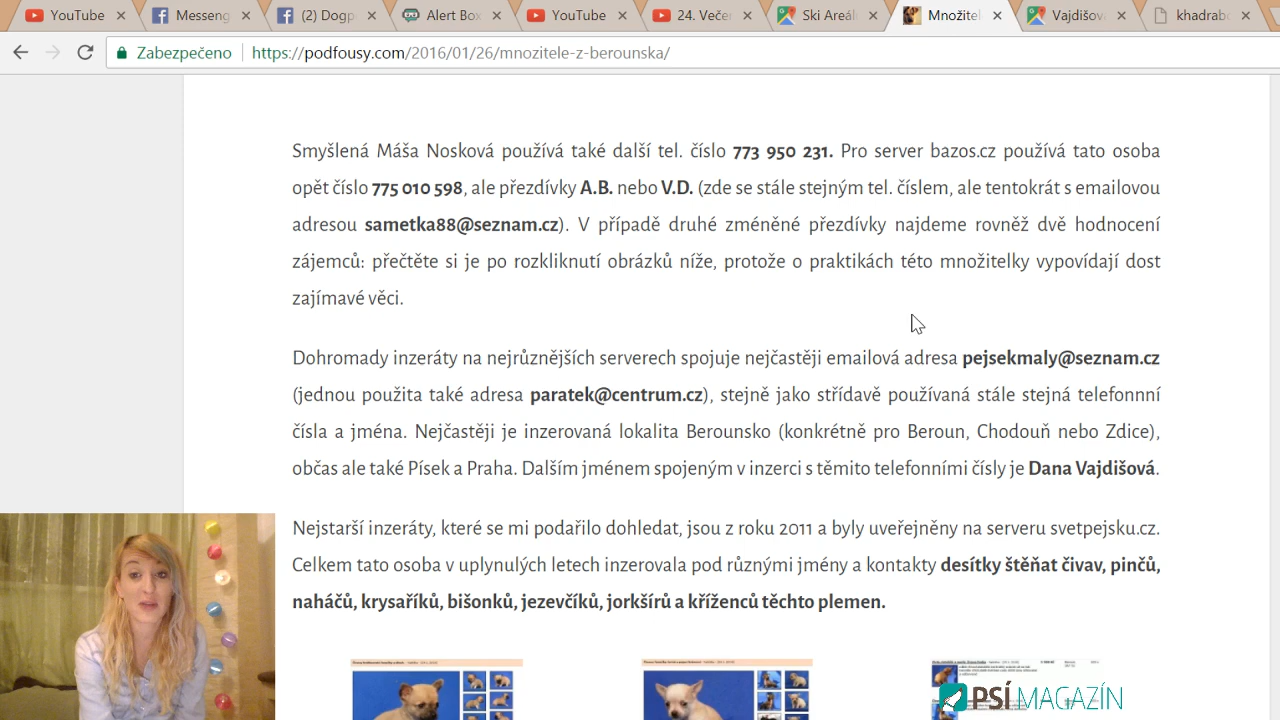 YouTube
Messeng
(2) Dogp
Alert Box
YouTube
24. Večer
Ski Areál
Množitel
Vajdišov
khadrab
Zabezpečeno
https://podfousy.com/2016/01/26/mnozitele-z-berounska/
Smyšlená Máša Nosková používá také další tel. číslo 773 950 231. Pro server bazos.cz používá tato osoba
opět číslo 775 010 598, ale přezdívky A.B. nebo V.D. (zde se stále stejným tel. číslem, ale tentokrát s emailovou
adresou sametka88@seznam.cz). V případě druhé změněné přezdívky najdeme rovněž dvě hodnocení
zájemců: přečtěte si je po rozkliknutí obrázků níže, protože o praktikách této množitelky vypovídají dost
zajímavé věci.
Dohromady inzeráty na nejrůznějších serverech spojuje nejčastěji emailová adresa pejsekmaly@seznam.cz
(jednou použita také adresa paratek@centrum.cz), stejně jako střídavě používaná stále stejná telefonnní
čísla a jména. Nejčastěji je inzerovaná lokalita Berounsko (konkrétně pro Beroun, Chodouň nebo Zdice),
občas ale také Písek a Praha. Dalším jménem spojeným v inzerci s těmito telefonními čísly je Dana Vajdišová.
Nejstarší inzeráty, které se mi podařilo dohledat, jsou z roku 2011 a byly uveřejněny na serveru svetpejsku.cz.
Celkem tato osoba v uplynulých letech inzerovala pod různými jmény a kontakty desítky štěňat čivav, pinčů,
naháčů, krysaříků, bišonků, jezevčíků, jorkšírů a kříženců těchto plemen.
PSÍ MAGAZÍN